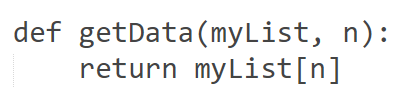 def getData(myList, n):
    return myList[n]